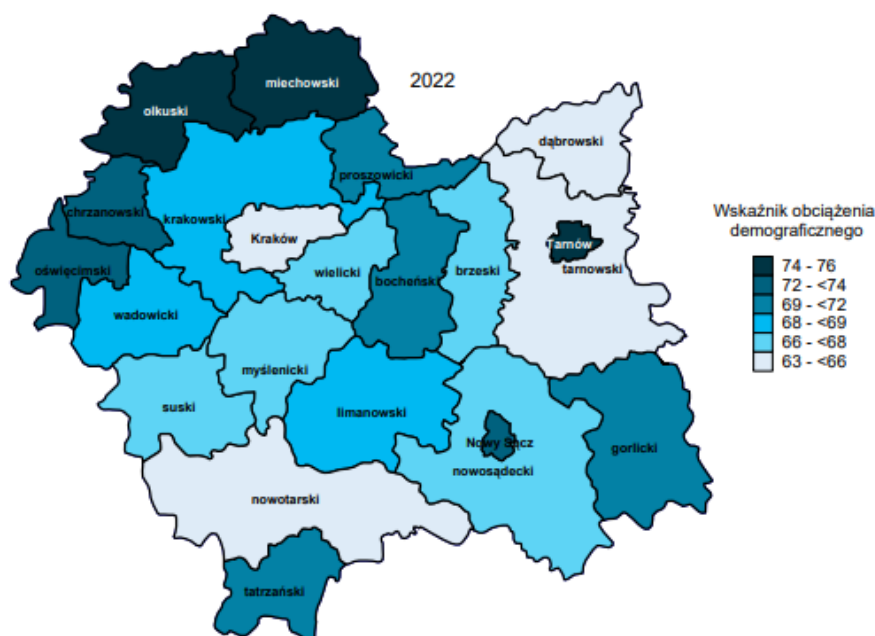 2022
miechowski
olkuski
dąbrowski
proszowicki
chrzanowski
krakowski
Kraków
Tarnów
tarnowski
oświęcimski
wielicki
bocheński
brzeski
wadowicki
myślenicki
suski
limanowski
Nowy Sącz
nowosądecki
gorlicki
nowotarski
tatrzański
Wskaźnik obciążenia
demograficznego
74 - 76
72 - <74
69 - <72
68 - <69
66 - <68
63 - <66